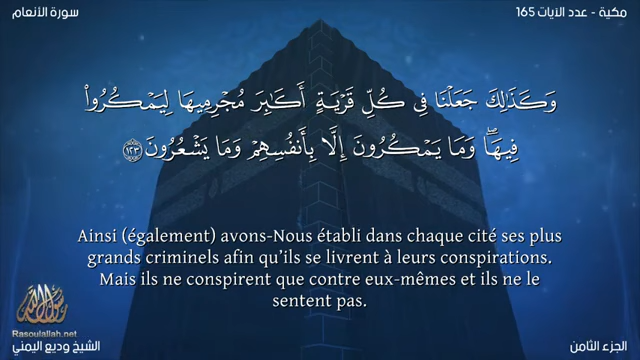 مكية - عدد الآيات 165
سورة الأنعام
وَكَذَٰلِكَ جَعَلْنَا فِى كُلِّ قَرْيَةٍ أَكَٰبِرَ مُجْرِمِيهَا لِيَمْكُرُوا۟
فِيهَا ۖ وَمَا يَمْكُرُونَ إِلَّا بِأَنفُسِهِمْ وَمَا يَشْعُرُونَ ١٢٣
Ainsi (également) avons-Nous établi dans chaque cité ses plus
grands criminels afin qu’ils se livrent à leurs conspirations.
Mais ils ne conspirent que contre eux-mêmes et ils ne le
sentent pas.
رسول الله
Rasoulallah.net
الجزء الثامن
الشيخ وديع اليمني